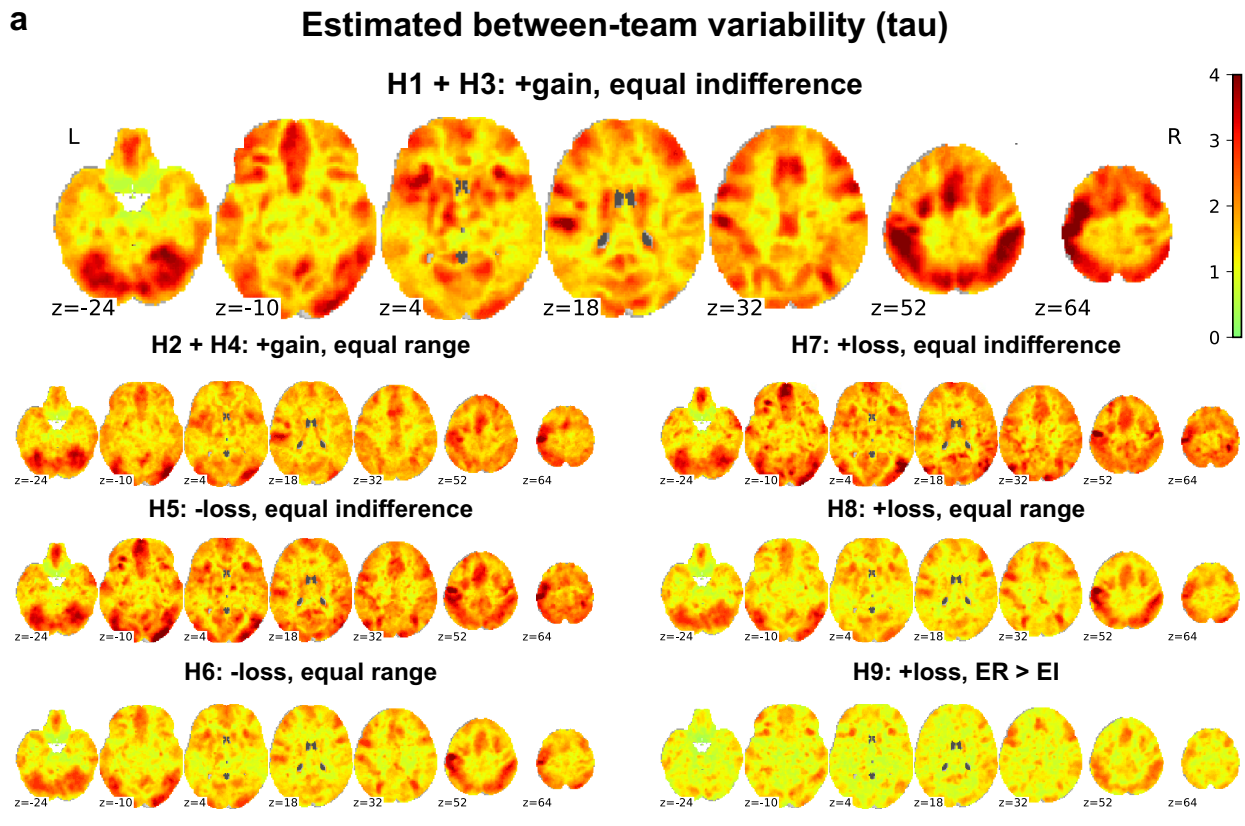 a
Estimated between-team variability (tau)
H1 + H3: +gain, equal indifference
L
R
4
3
2
1
0
z=-24 z=-10 z=4 z=18 z=32 z=52 z=64
H2 + H4: +gain, equal range
z=-24 z=-10 z=4 z=18 z=32 z=52 z=64
H7: +loss, equal indifference
z=-24 z=-10 z=4 z=18 z=32 z=52 z=64
H5: -loss, equal indifference
z=-24 z=-10 z=4 z=18 z=32 z=52 z=64
H8: +loss, equal range
z=-24 z=-10 z=4 z=18 z=32 z=52 z=64
H6: -loss, equal range
z=-24 z=-10 z=4 z=18 z=32 z=52 z=64
H9: +loss, ER > EI
z=-24 z=-10 z=4 z=18 z=32 z=52 z=64